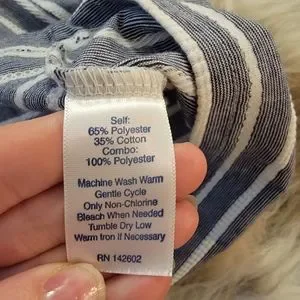 Self:
65% Polyester
35% Cotton
Combo:
100% Polyester
Machine Wash Warm
Gentle Cycle
Only Non-Chlorine
Bleach When Needed
Tumble Dry Low
Warm Iron If Necessary
RN 142602